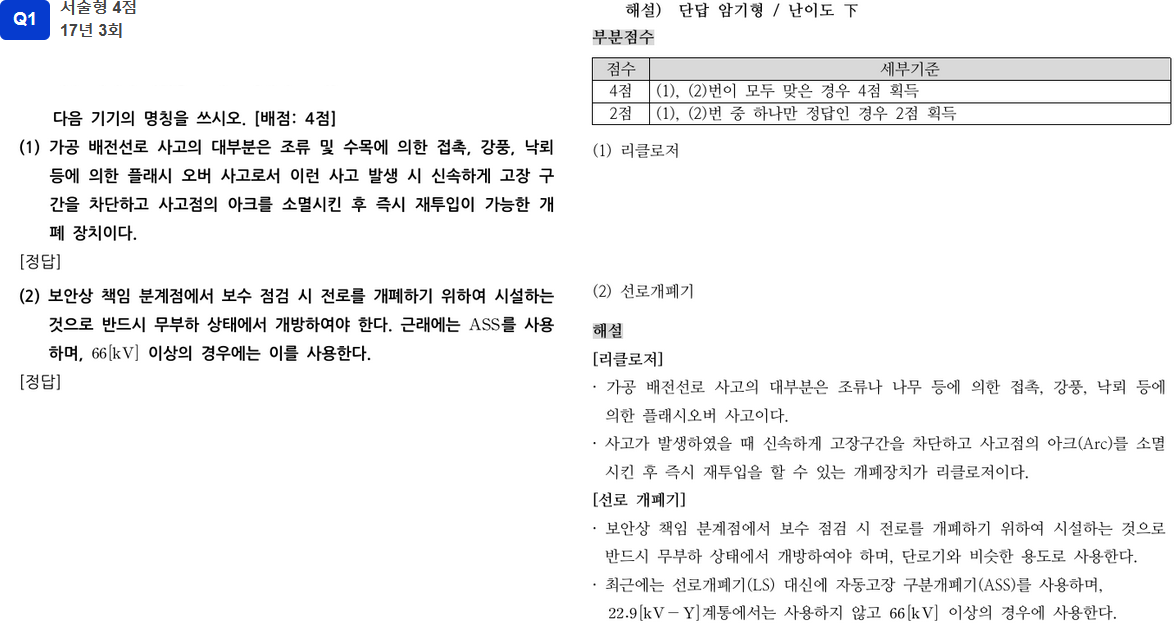 Q1
서술형 4점
17년 3회
다음 기기의 명칭을 쓰시오. [배점: 4점]
(1) 가공 배전선로 사고의 대부분은 조류 및 수목에 의한 접촉, 강풍, 낙뢰
등에 의한 플래시 오버 사고로서 이런 사고 발생 시 신속하게 고장 구
간을 차단하고 사고점의 아크를 소멸시킨 후 즉시 재투입이 가능한 개
폐 장치이다.
[정답]
(2) 보안상 책임 분계점에서 보수 점검 시 전로를 개폐하기 위하여 시설하는
것으로 반드시 무부하 상태에서 개방하여야 한다. 근래에는 ASS를 사용
하며, 66[kV] 이상의 경우에는 이를 사용한다.
[정답]
해설) 단답 암기형 / 난이도 下
부분점수
점수 세부기준
4점 (1), (2)번이 모두 맞은 경우 4점 획득
2점 (1), (2)번 중 하나만 정답인 경우 2점 획득
(1) 리클로저
(2) 선로개폐기
해설
[리클로저]
· 가공 배전선로 사고의 대부분은 조류나 나무 등에 의한 접촉, 강풍, 낙뢰 등에
의한 플래시오버 사고이다.
· 사고가 발생하였을 때 신속하게 고장구간을 차단하고 사고점의 아크(Arc)를 소멸
시킨 후 즉시 재투입을 할 수 있는 개폐장치가 리클로저이다.
[선로 개폐기]
· 보안상 책임 분계점에서 보수 점검 시 전로를 개폐하기 위하여 시설하는 것으로
반드시 무부하 상태에서 개방하여야 하며, 단로기와 비슷한 용도로 사용한다.
· 최근에는 선로개폐기(LS) 대신에 자동고장 구분개폐기(ASS)를 사용하며,
22.9[kV-Y]계통에서는 사용하지 않고 66[kV] 이상의 경우에 사용한다.